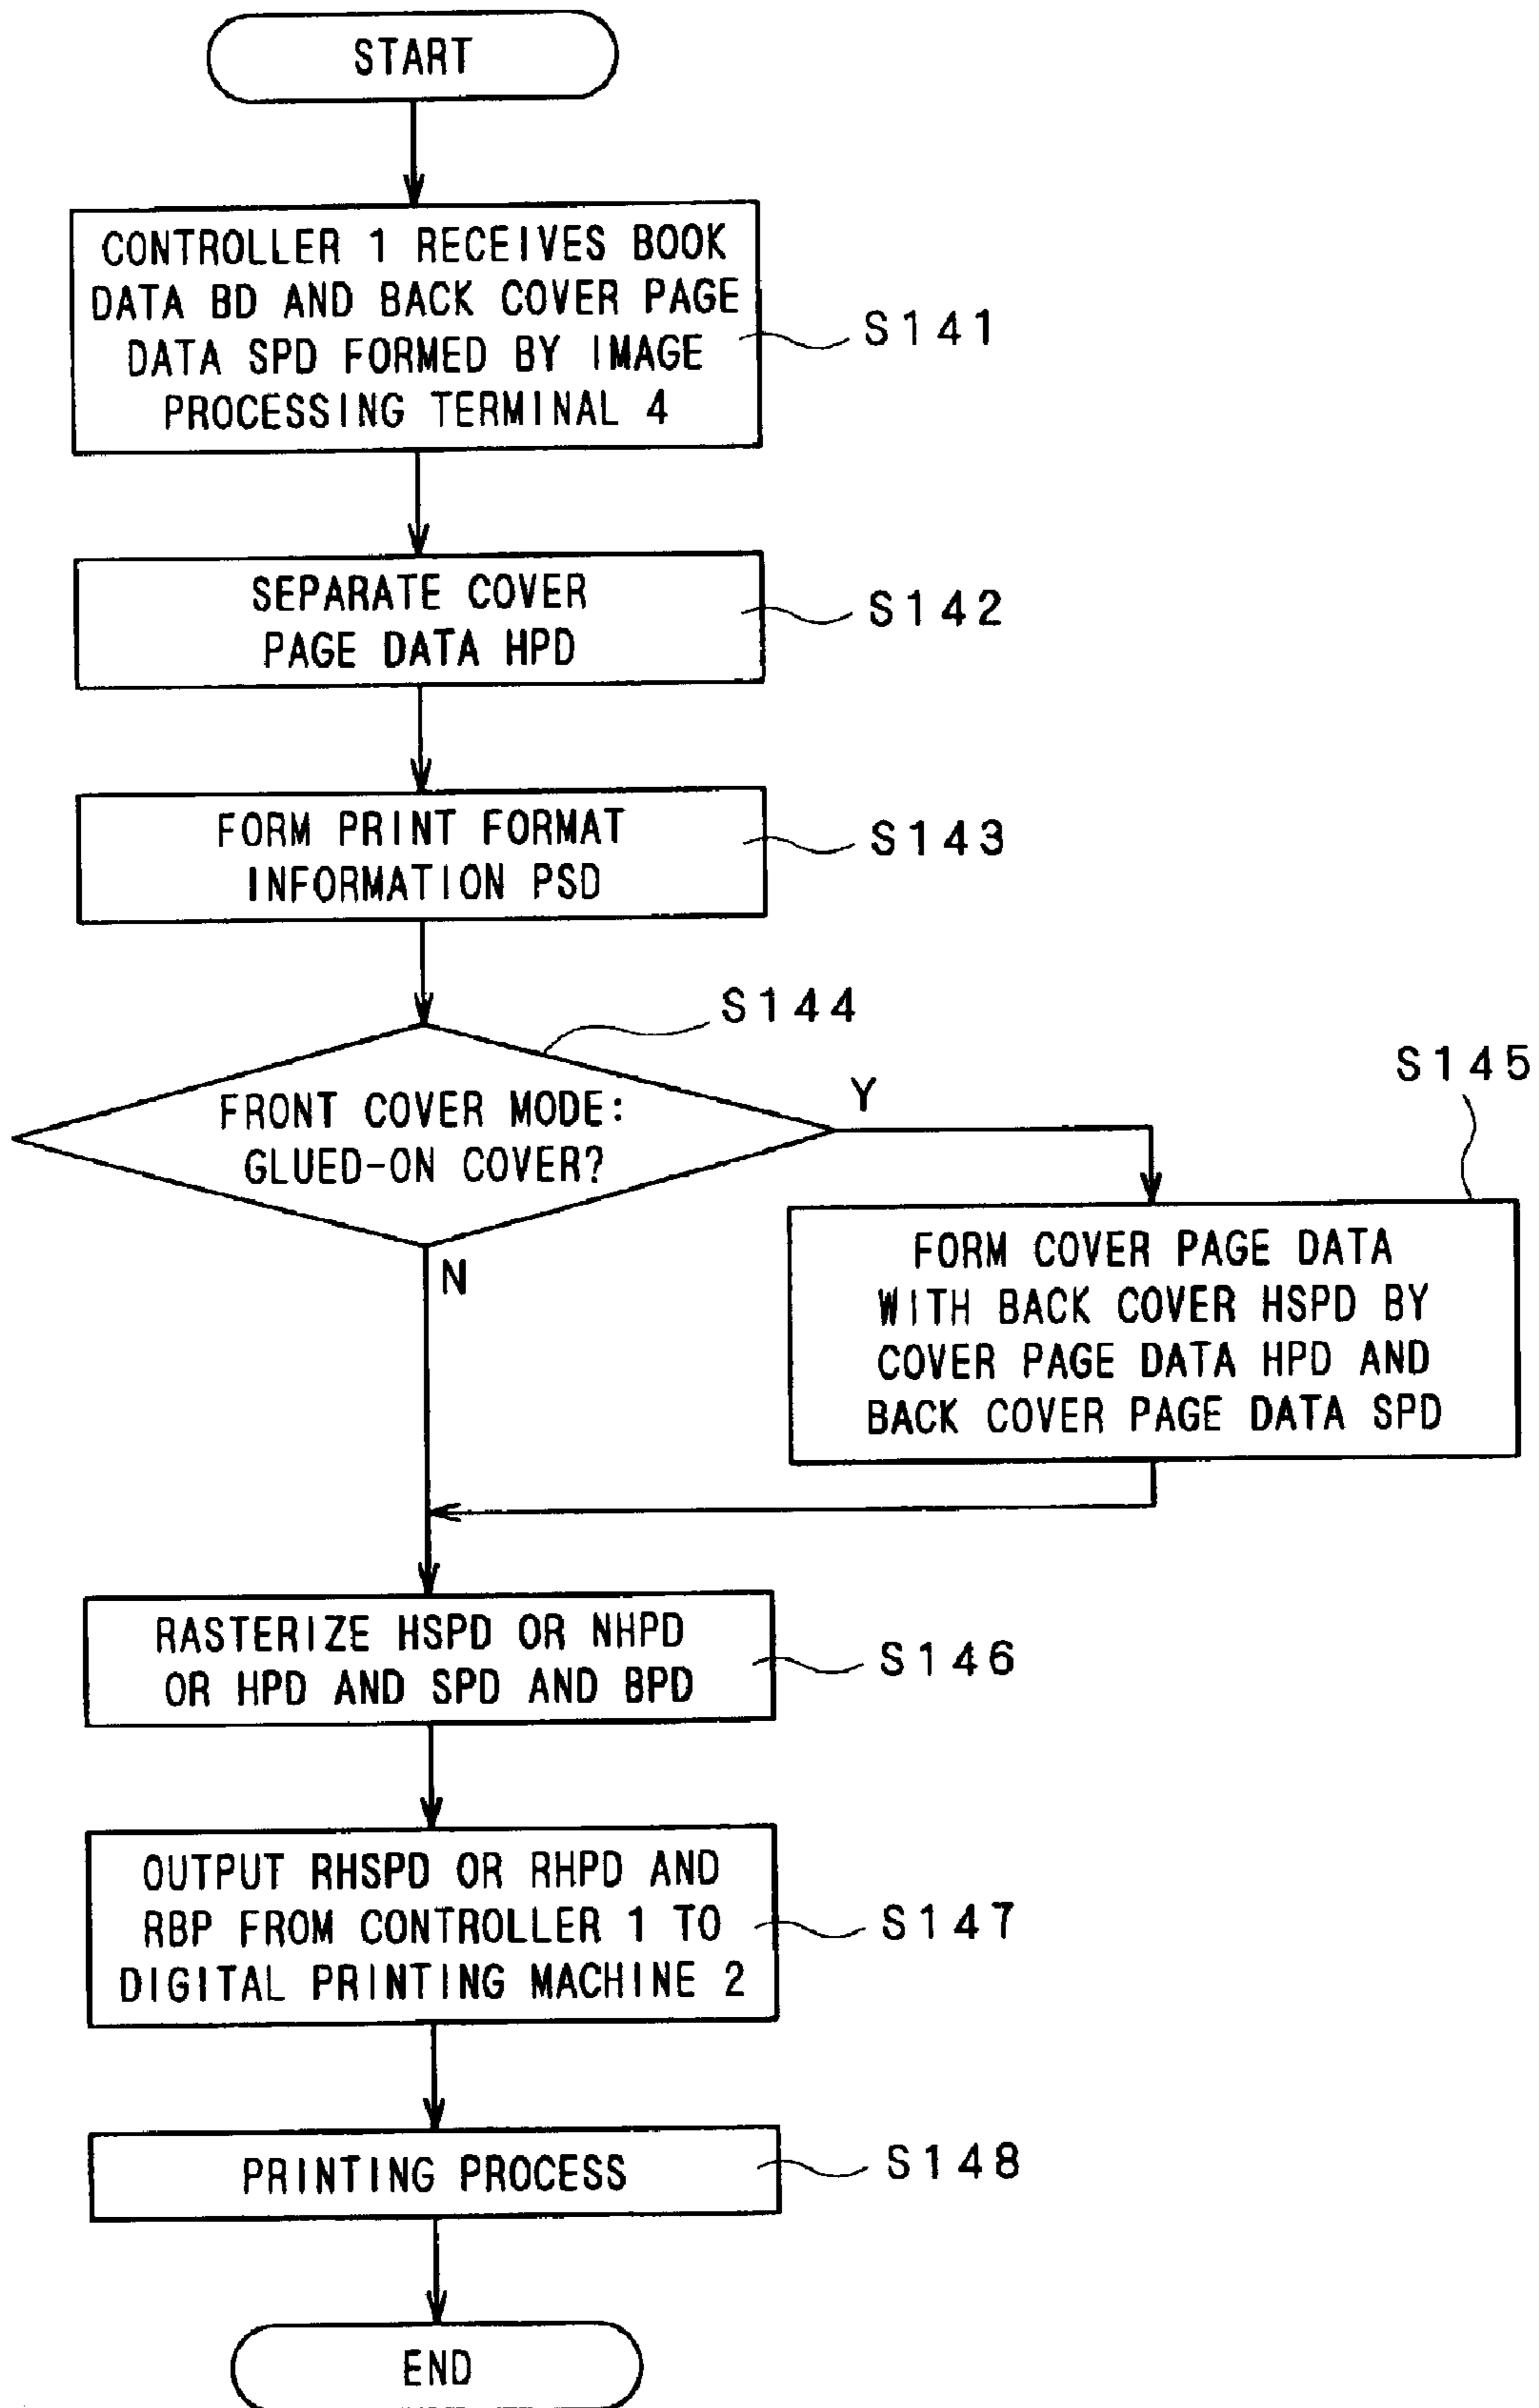 START
CONTROLLER 1 RECEIVES BOOK
DATA BD AND BACK COVER PAGE
DATA SPD FORMED BY IMAGE
PROCESSING TERMINAL 4
S141
SEPARATE COVER
PAGE DATA HPD
S142
FORM PRINT FORMAT
INFORMATION PSD
S143
S144
FRONT COVER MODE:
GLUED-ON COVER?
Y
N
S145
FORM COVER PAGE DATA
WITH BACK COVER HSPD BY
COVER PAGE DATA HPD AND
BACK COVER PAGE DATA SPD
RASTERIZE HSPD OR NHPD
OR HPD AND SPD AND BPD
S146
OUTPUT RHSPD OR RHPD AND
RBP FROM CONTROLLER 1 TO
DIGITAL PRINTING MACHINE 2
S147
PRINTING PROCESS
S148
END